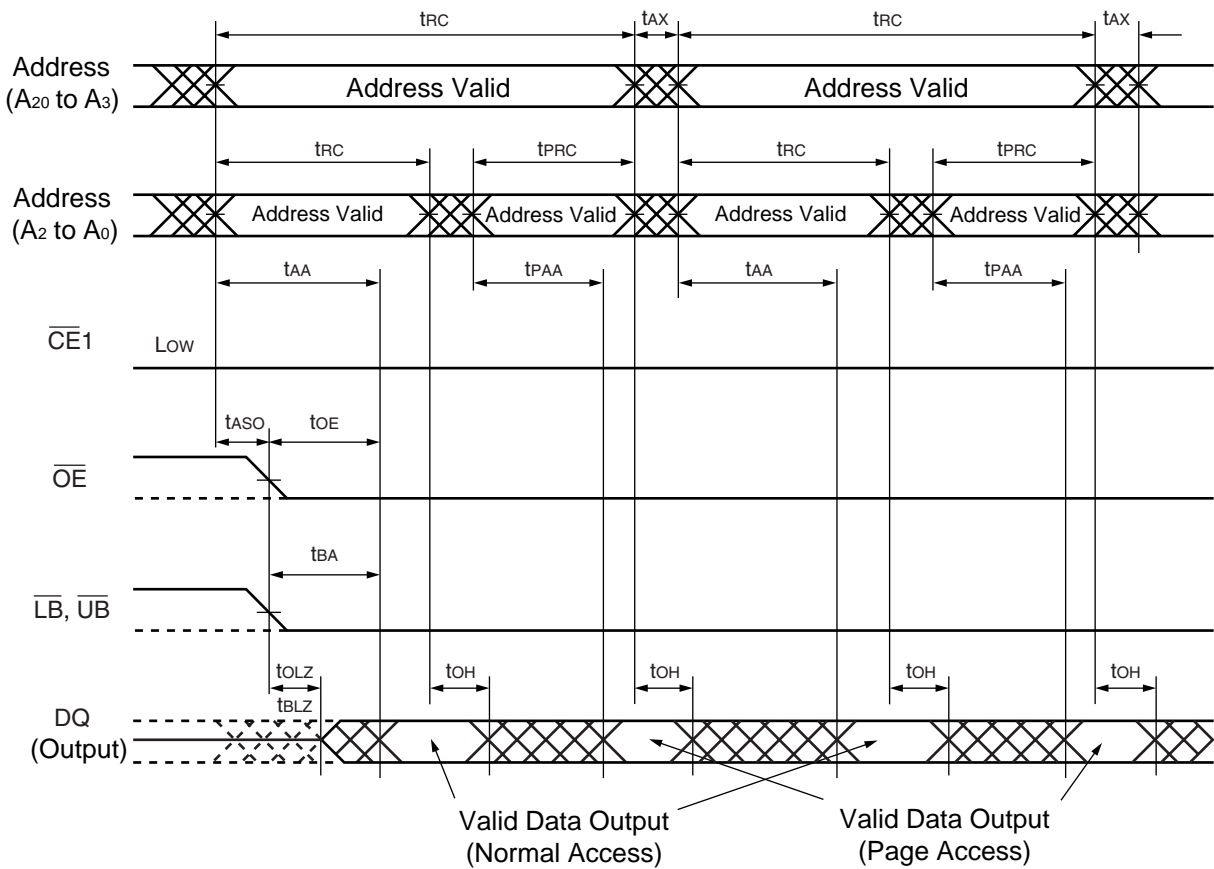 tRC tAX tRC tAX
Address
(A20 to A3)
Address Valid Address Valid
tRC tPRC tRC tPRC
Address
(A2 to A0)
Address Valid Address Valid Address Valid Address Valid
tAA tPAA tAA tPAA
CE1
LOW
tASO tOE
OE
tBA
LB, UB
tOLZ tOH tOH tOH tOH
tBLZ
DQ
(Output)
Valid Data Output
(Normal Access)
Valid Data Output
(Page Access)